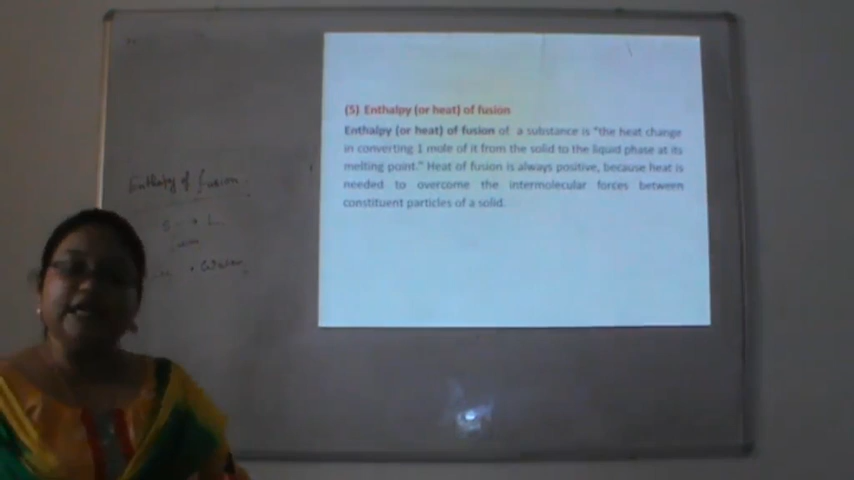 (5) Enthalpy (or heat) of fusion
Enthalpy (or heat) of fusion of a substance is "the heat change
in converting 1 mole of it from the solid to the liquid phase at its
melting point." Heat of fusion is always positive, because heat is
needed to overcome the intermolecular forces between
constituent particles of a solid.
Enthalpy of fusion
S → L